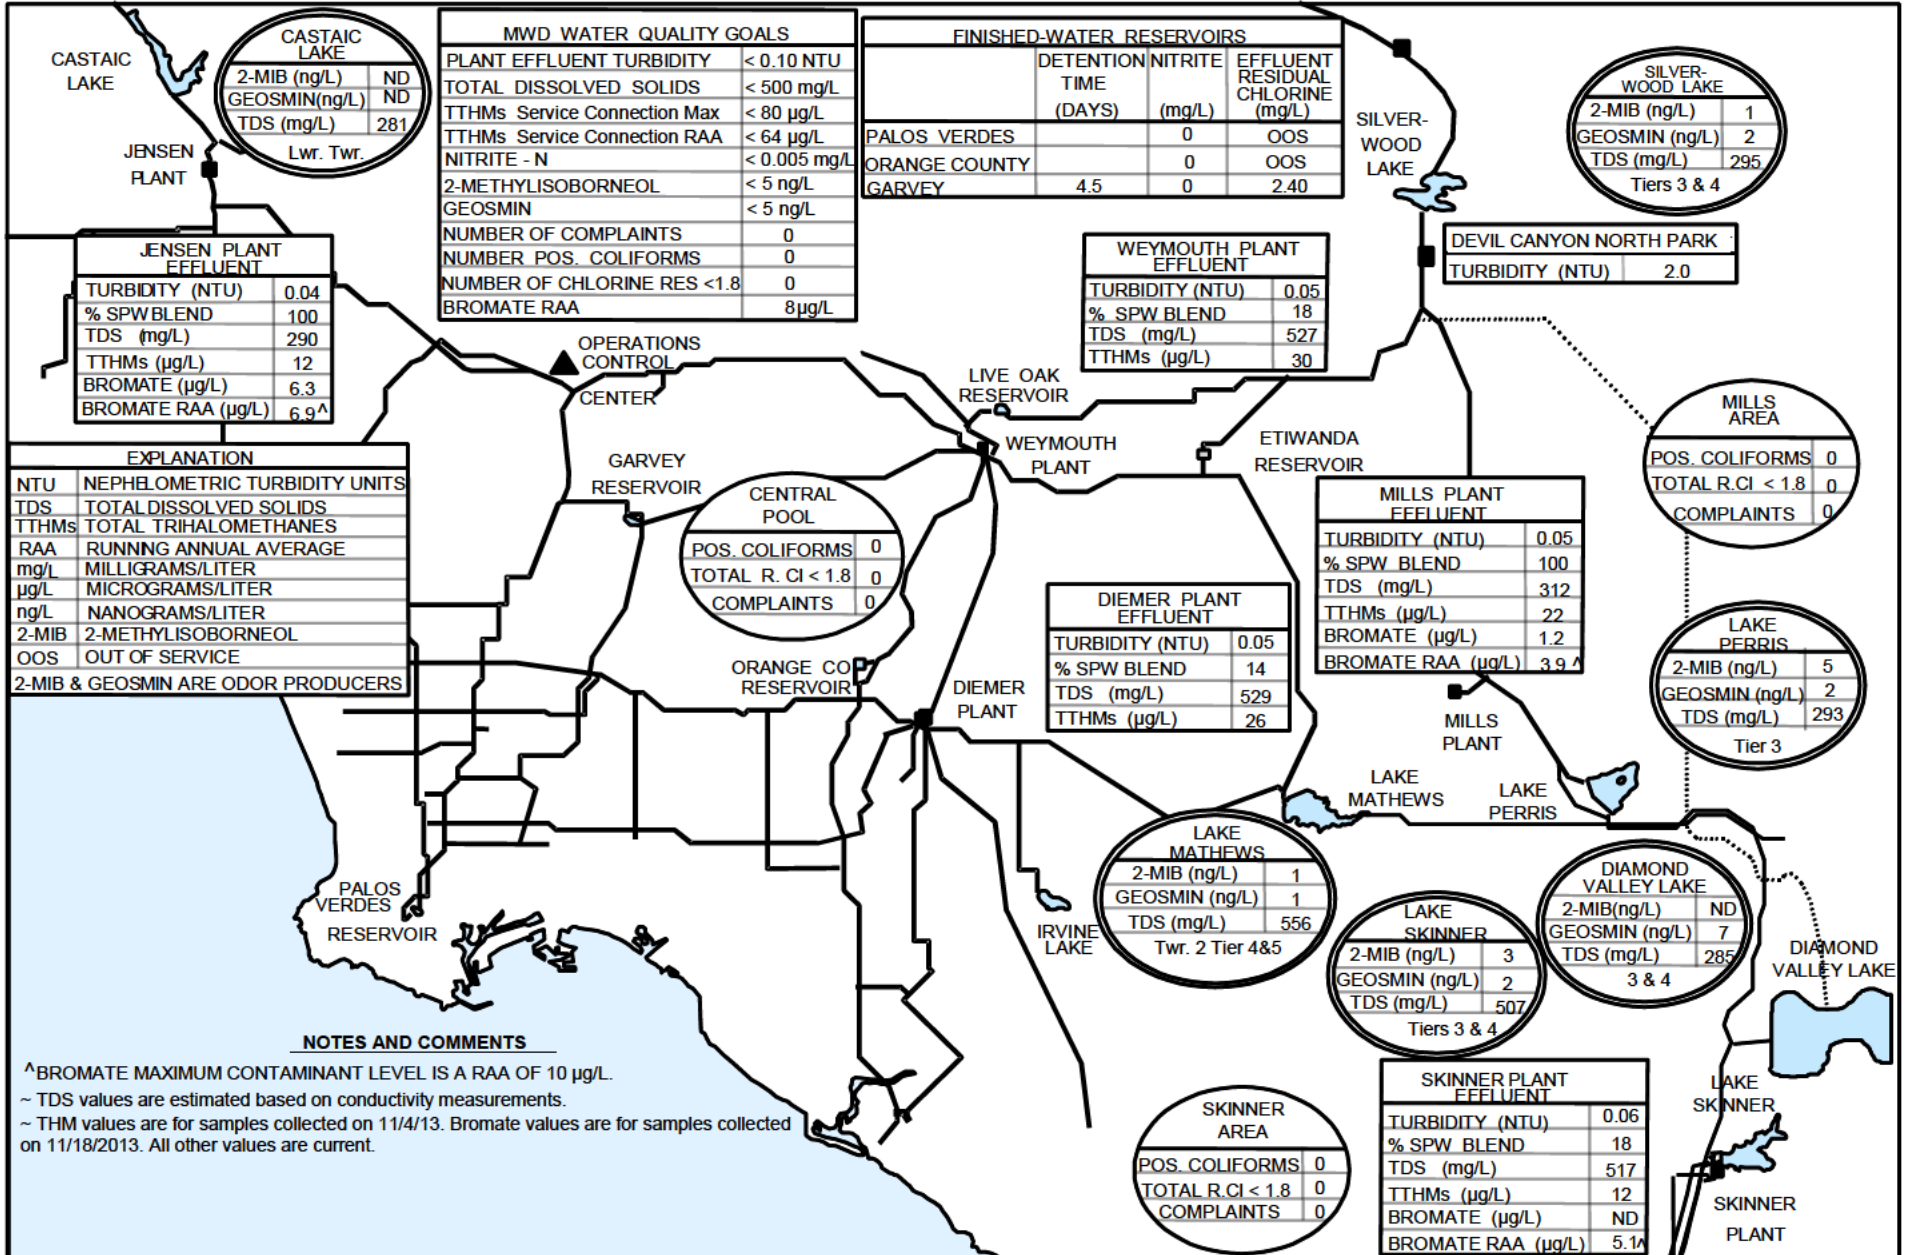 CASTAIC
LAKE
CASTAIC
LAKE
2-MIB (ng/L) ND
GEOSMIN(ng/L) ND
TDS (mg/L) 281
Lwr. Twr.
JENSEN
PLANT
MWD WATER QUALITY GOALS
PLANT EFFLUENT TURBIDITY < 0.10 NTU
TOTAL DISSOLVED SOLIDS < 500 mg/L
TTHMs Service Connection Max < 80 µg/L
TTHMs Service Connection RAA < 64 µg/L
NITRITE - N < 0.005 mg/L
2-METHYLISOBORNEOL < 5 ng/L
GEOSMIN < 5 ng/L
NUMBER OF COMPLAINTS 0
NUMBER POS. COLIFORMS 0
NUMBER OF CHLORINE RES <1.8 0
BROMATE RAA 8µg/L
FINISHED-WATER RESERVOIRS
DETENTION NITRITE EFFLUENT
TIME RESIDUAL
CHLORINE
(DAYS) (mg/L) (mg/L)
PALOS VERDES 0 OOS
ORANGE COUNTY 0 OOS
GARVEY 4.5 0 2.40
SILVER-
WOOD
LAKE
SILVER-
WOOD LAKE
2-MIB (ng/L) 1
GEOSMIN (ng/L) 2
TDS (mg/L) 295
Tiers 3 & 4
DEVIL CANYON NORTH PARK
TURBIDITY (NTU) 2.0
JENSEN PLANT
EFFLUENT
TURBIDITY (NTU) 0.04
% SPW BLEND 100
TDS (mg/L) 290
TTHMs (µg/L) 12
BROMATE (µg/L) 6.3
BROMATE RAA (µg/L) 6.9^
WEYMOUTH PLANT
EFFLUENT
TURBIDITY (NTU) 0.05
% SPW BLEND 18
TDS (mg/L) 527
TTHMs (µg/L) 30
OPERATIONS
CONTROL
CENTER
LIVE OAK
RESERVOIR
WEYMOUTH
PLANT
ETIWANDA
RESERVOIR
MILLS
AREA
POS. COLIFORMS 0
TOTAL R.Cl < 1.8 0
COMPLAINTS 0
EXPLANATION
NTU NEPHELOMETRIC TURBIDITY UNITS
TDS TOTAL DISSOLVED SOLIDS
TTHMs TOTAL TRIHALOMETHANES
RAA RUNNING ANNUAL AVERAGE
mg/L MILLIGRAMS/LITER
µg/L MICROGRAMS/LITER
ng/L NANOGRAMS/LITER
2-MIB 2-METHYLISOBORNEOL
OOS OUT OF SERVICE
2-MIB & GEOSMIN ARE ODOR PRODUCERS
GARVEY
RESERVOIR
CENTRAL
POOL
POS. COLIFORMS 0
TOTAL R. Cl < 1.8 0
COMPLAINTS 0
MILLS PLANT
EFFLUENT
TURBIDITY (NTU) 0.05
% SPW BLEND 100
TDS (mg/L) 312
TTHMs (µg/L) 22
BROMATE (µg/L) 1.2
BROMATE RAA (µg/L) 3.9 ^
DIEMER PLANT
EFFLUENT
TURBIDITY (NTU) 0.05
% SPW BLEND 14
TDS (mg/L) 529
TTHMs (µg/L) 26
LAKE
PERRIS
2-MIB (ng/L) 5
GEOSMIN (ng/L) 2
TDS (mg/L) 293
Tier 3
ORANGE CO
RESERVOIR
DIEMER
PLANT
MILLS
PLANT
LAKE
MATHEWS
LAKE
PERRIS
LAKE
MATHEWS
2-MIB (ng/L) 1
GEOSMIN (ng/L) 1
TDS (mg/L) 556
Twr. 2 Tier 4&5
IRVINE
LAKE
LAKE
SKINNER
2-MIB (ng/L) 3
GEOSMIN (ng/L) 2
TDS (mg/L) 507
Tiers 3 & 4
DIAMOND
VALLEY LAKE
2-MIB(ng/L) ND
GEOSMIN (ng/L) 7
TDS (mg/L) 285
3 & 4
DIAMOND
VALLEY LAKE
PALOS
VERDES
RESERVOIR
NOTES AND COMMENTS
^BROMATE MAXIMUM CONTAMINANT LEVEL IS A RAA OF 10 µg/L.
~ TDS values are estimated based on conductivity measurements.
~ THM values are for samples collected on 11/4/13. Bromate values are for samples collected
on 11/18/2013. All other values are current.
SKINNER
AREA
POS. COLIFORMS 0
TOTAL R.Cl < 1.8 0
COMPLAINTS 0
SKINNER PLANT
EFFLUENT
TURBIDITY (NTU) 0.06
% SPW BLEND 18
TDS (mg/L) 517
TTHMs (µg/L) 12
BROMATE (µg/L) ND
BROMATE RAA (µg/L) 5.1^
LAKE
SKINNER
SKINNER
PLANT